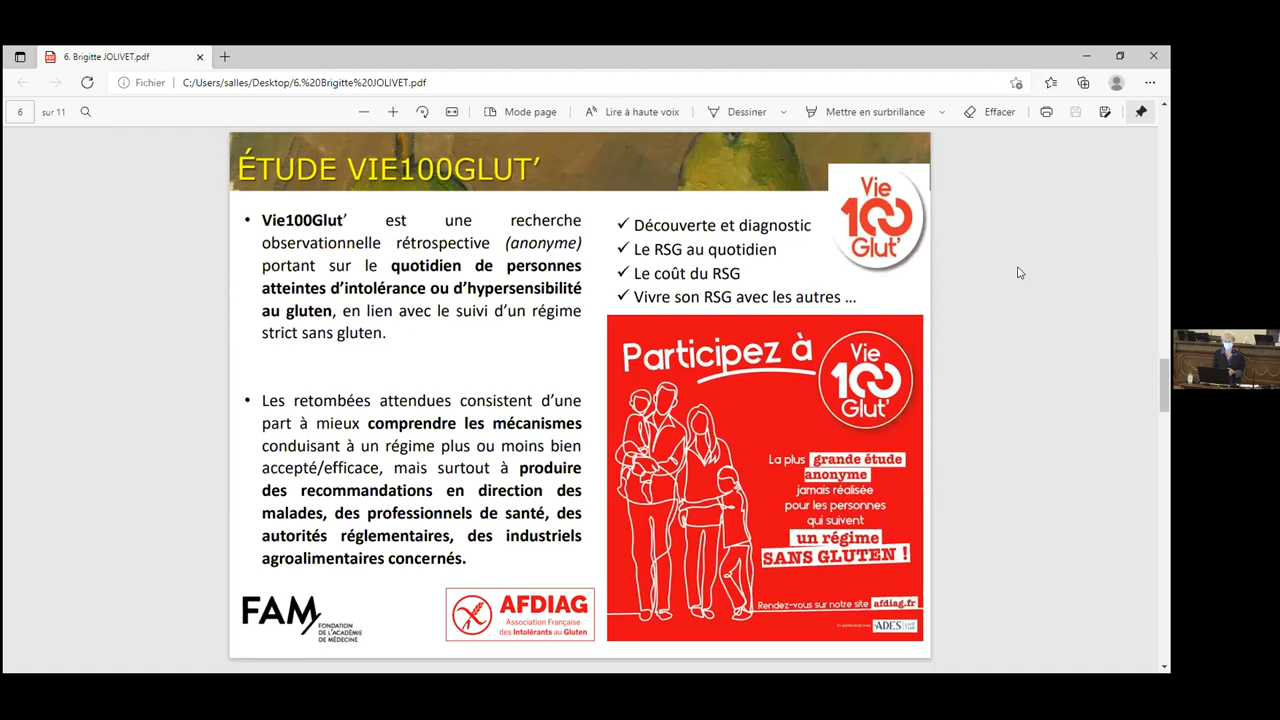 6. Brigitte JOLIVET.pdf
Fichier
C:/Users/salles/Desktop/6.%20Brigitte%20JOLIVET.pdf
6
sur 11
Mode page
Lire à haute voix
Dessiner
Mettre en surbrillance
Effacer
ÉTUDE VIE100GLUT’
• Vie100Glut’ est une recherche
observationnelle rétrospective (anonyme)
portant sur le quotidien de personnes
atteintes d’intolérance ou d’hypersensibilité
au gluten, en lien avec le suivi d’un régime
strict sans gluten.
• Les retombées attendues consistent d’une
part à mieux comprendre les mécanismes
conduisant à un régime plus ou moins bien
accepté/efficace, mais surtout à produire
des recommandations en direction des
malades, des professionnels de santé, des
autorités réglementaires, des industriels
agroalimentaires concernés.
FAM
FONDATION
DE L'ACADÉMIE
DE MÉDECINE
AFDIAG
Association Française
des Intolérants au Gluten
✓ Découverte et diagnostic
✓ Le RSG au quotidien
✓ Le coût du RSG
✓ Vivre son RSG avec les autres ...
Vie
100
Glut’
Participez à
Vie
100
Glut’
La plus grande étude
anonyme
jamais réalisée
pour les personnes
qui suivent
un régime
SANS GLUTEN !
Rendez-vous sur notre site afdiag.fr
En partenariat avec
ADES